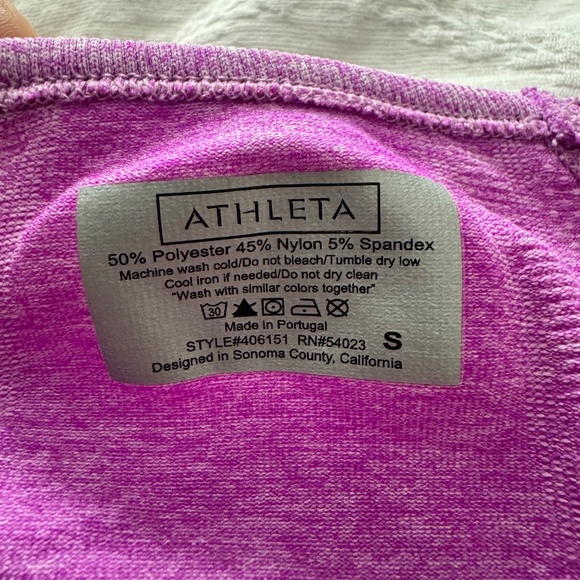 ATHLETA
50% Polyester 45% Nylon 5% Spandex
Machine wash cold/Do not bleach/Tumble dry low
Cool iron if needed/Do not dry clean
"Wash with similar colors together"
30
Made in Portugal
STYLE#406151 RN#54023 S
Designed in Sonoma County, California